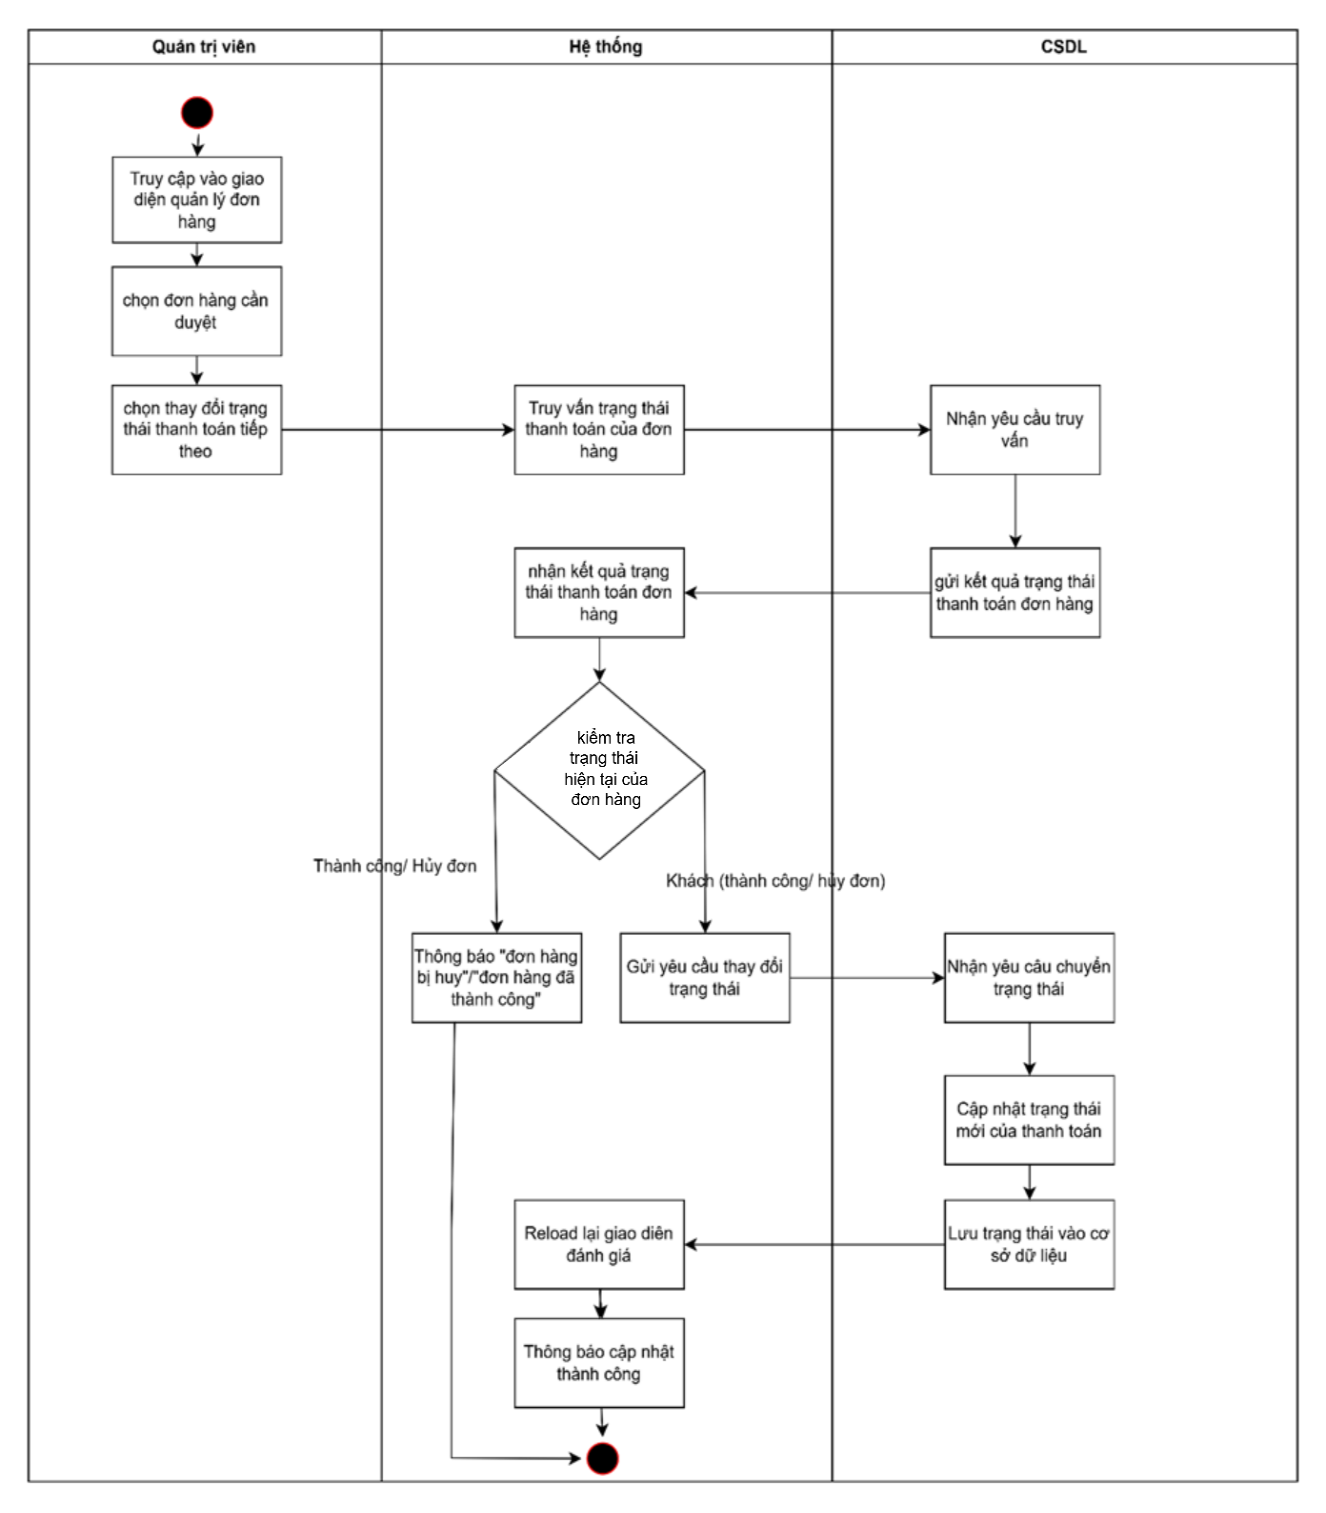 Quản trị viên
Hệ thống
CSDL
Truy cập vào giao
diện quản lý đơn
hàng
chọn đơn hàng cần
duyệt
chọn thay đổi trạng
thái thanh toán tiếp
theo
Truy vấn trạng thái
thanh toán của đơn
hàng
Nhận yêu cầu truy
vấn
nhận kết quả trạng
thái thanh toán đơn
hàng
gửi kết quả trạng thái
thanh toán đơn hàng
kiểm tra
trạng thái
hiện tại của
đơn hàng
Thành công/ Hủy đơn
Khách (thành công/ hủy đơn)
Thông báo "đơn hàng
bị huy"/"đơn hàng đã
thành công"
Gửi yêu cầu thay đổi
trạng thái
Nhận yêu câu chuyển
trạng thái
Cập nhật trạng thái
mới của thanh toán
Reload lại giao diên
đánh giá
Lưu trạng thái vào cơ
sở dữ liệu
Thông báo cập nhật
thành công